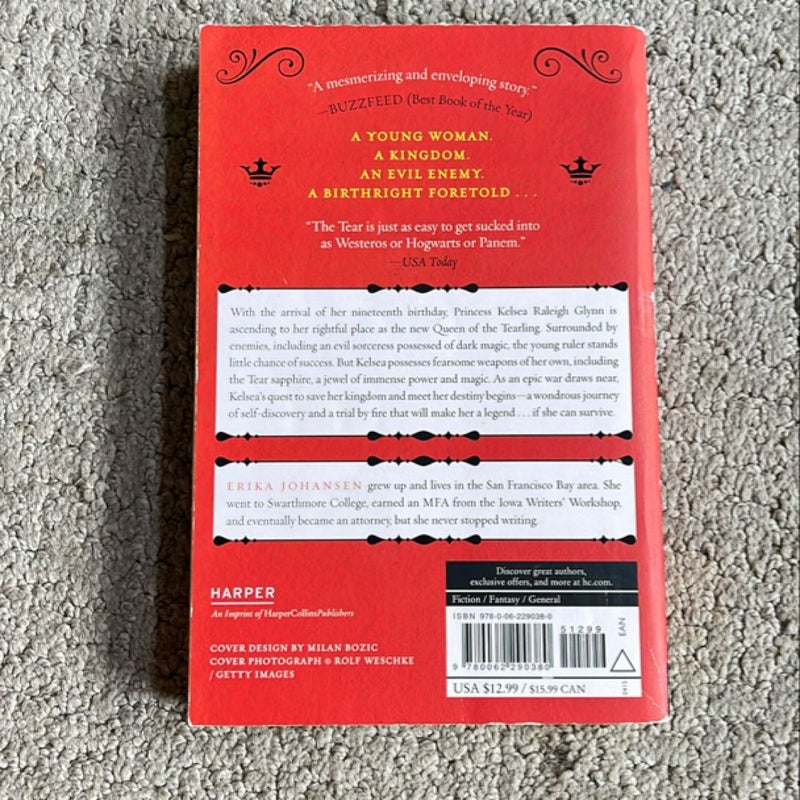 “A mesmerizing and enveloping story.”
—BUZZFEED (Best Book of the Year)
A YOUNG WOMAN.
A KINGDOM.
AN EVIL ENEMY.
A BIRTHRIGHT FORETOLD . . .
“The Tear is just as easy to get sucked into
as Westeros or Hogwarts or Panem.”
—USA Today
With the arrival of her nineteenth birthday, Princess Kelsea Raleigh Glynn is
ascending to her rightful place as the new Queen of the Tearling. Surrounded by
enemies, including an evil sorceress possessed of dark magic, the young ruler stands
little chance of success. But Kelsea possesses fearsome weapons of her own, including
the Tear sapphire, a jewel of immense power and magic. As an epic war draws near,
Kelsea’s quest to save her kingdom and meet her destiny begins—a wondrous journey
of self-discovery and a trial by fire that will make her a legend . . . if she can survive.
ERIKA JOHANSEN grew up and lives in the San Francisco Bay area. She
went to Swarthmore College, earned an MFA from the Iowa Writers’ Workshop,
and eventually became an attorney, but she never stopped writing.
HARPER
An Imprint of HarperCollinsPublishers
COVER DESIGN BY MILAN BOZIC
COVER PHOTOGRAPH © ROLF WESCHKE
/ GETTY IMAGES
Discover great authors,
exclusive offers, and more at hc.com.
Fiction / Fantasy / General
ISBN 978-0-06-229038-0
51299
EAN
9 780062 290380
USA $12.99 / $15.99 CAN
0415